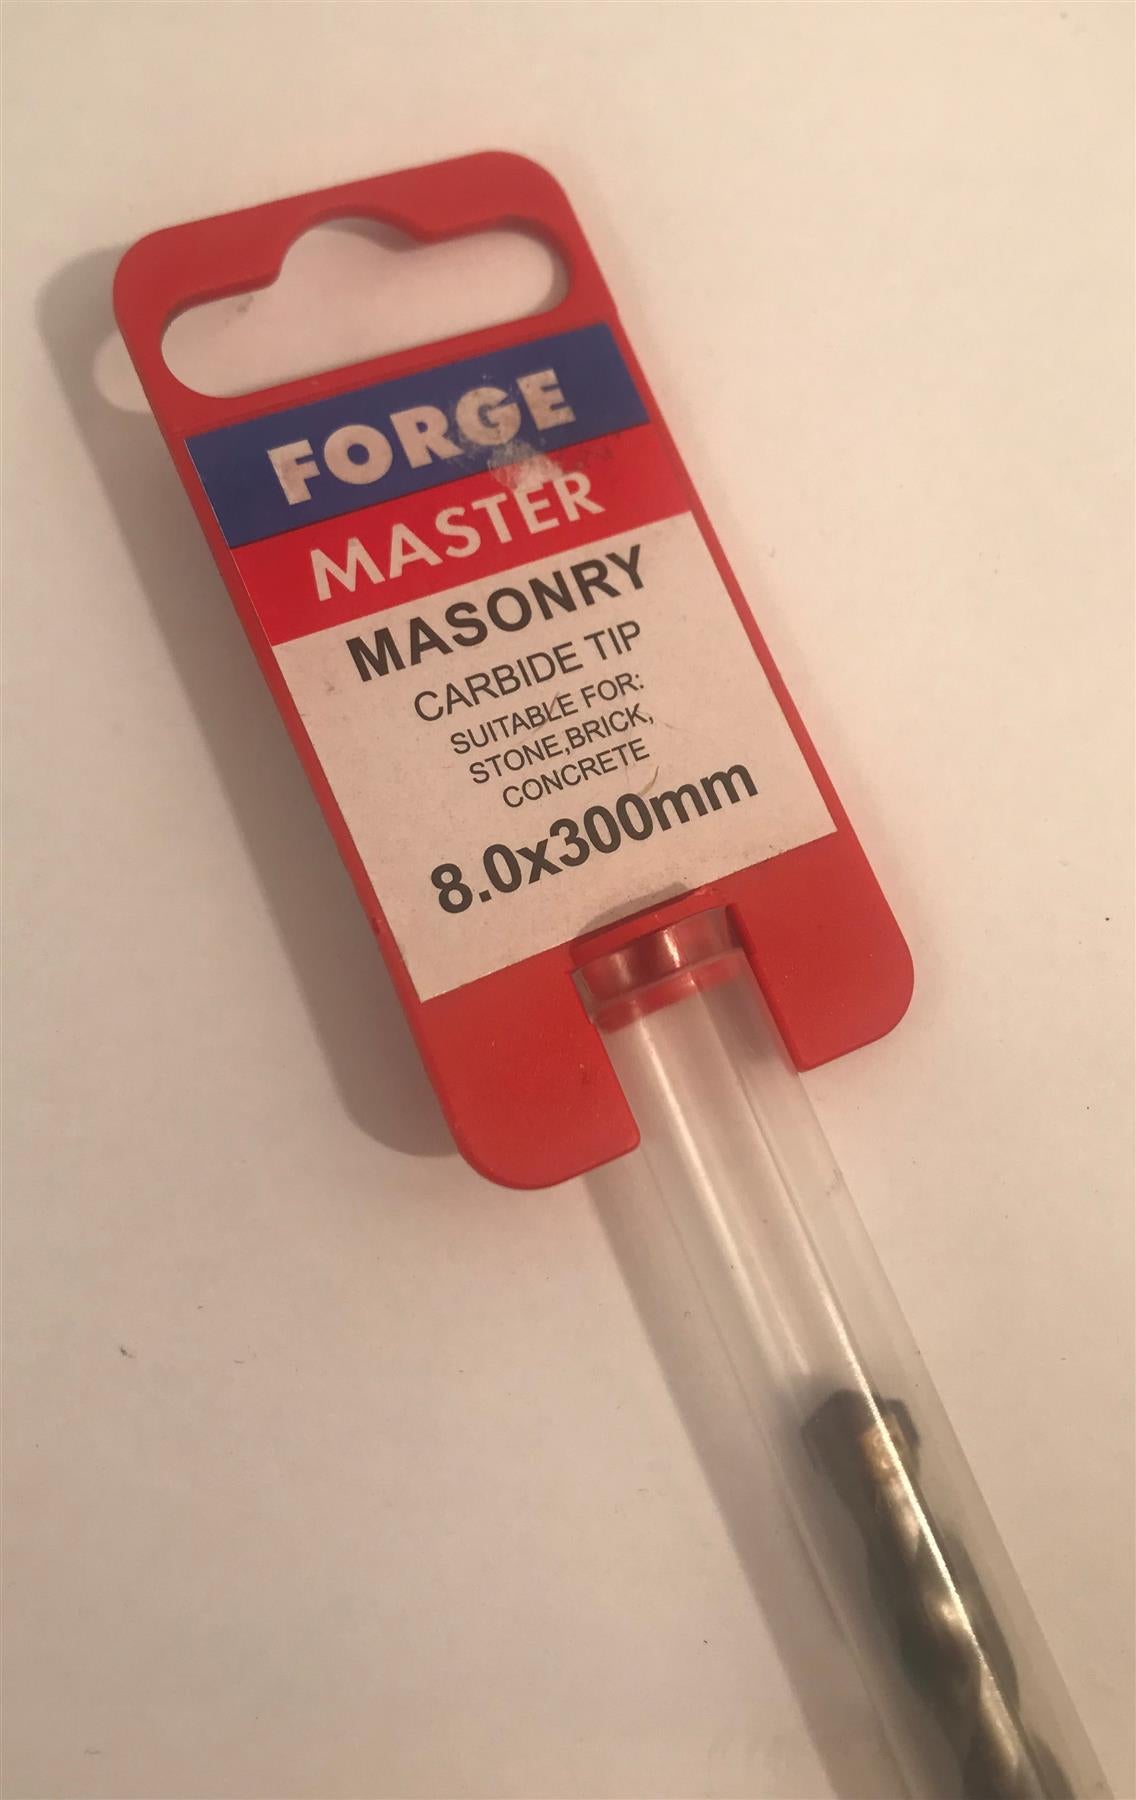 FORGE
MASTER
MASONRY
CARBIDE TIP
SUITABLE FOR:
STONE,BRICK,
CONCRETE
8.0x300mm